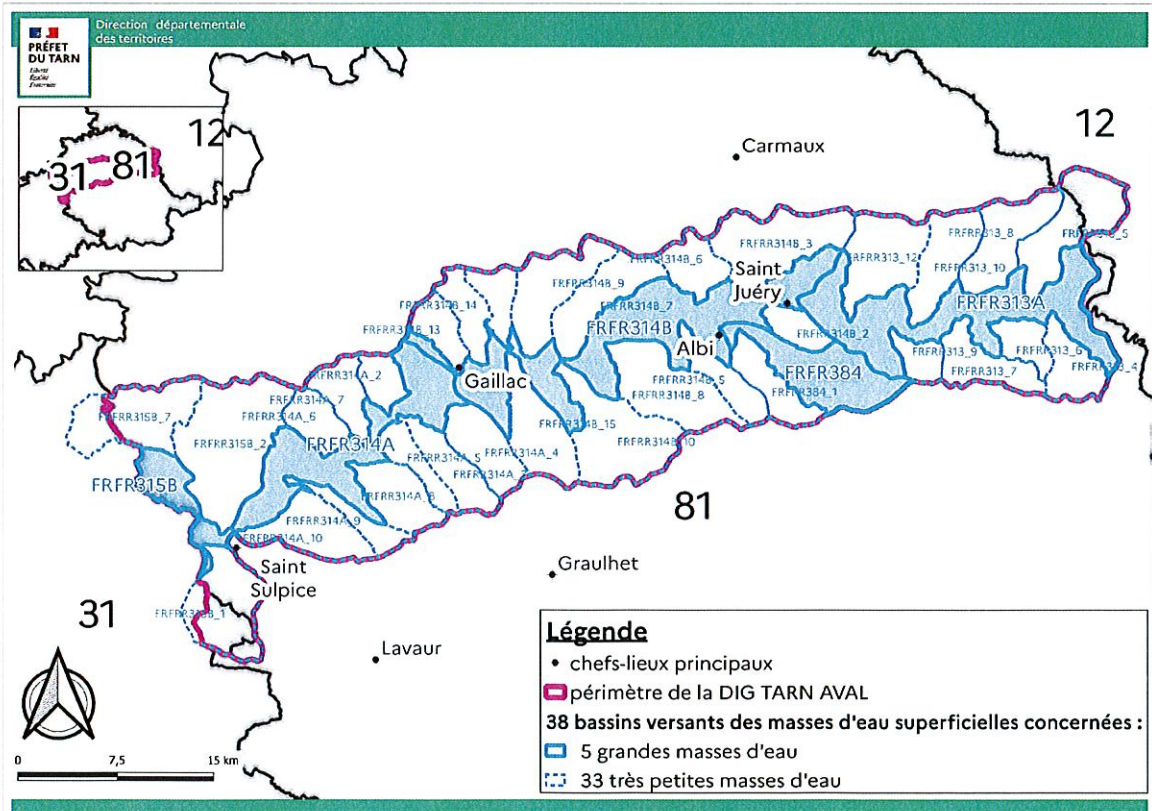 Direction départementale
des territoires
PRÉFET
DU TARN
Liberté
Égalité
Fraternité
12
31
81
12
Carmaux
FRFRR313_8
FRFRR314B_3
FRFRR314B_6
FRFRR313_12
FRFRR313_10
Saint
Juéry
FRFRR314B_9
FRFRR314B_7
FRFR313A
FRFRR314B_14
FRFR314B
FRFRR314B_13
FRFRR314B_2
Albi
FRFRR313_9
FRFRR313_6
FRFRR313_7
FRFR384
Gaillac
FRFRR314A_2
FRFRR314B_5
FRFRR384_1
FRFRR314B_8
FRFRR314A_7
FRFRR314A_6
FRFRR315B_7
FRFRR314B_15
FRFRR315B_2
FRFR314A
FRFRR314B_10
FRFRR314A_4
FRFRR314A_5
FRFR315B
FRFRR314A_8
81
FRFRR314A_9
FRFRR314A_10
Saint
Sulpice
Graulhet
31
Lavaur
Légende
chefs-lieux principaux
périmètre de la DIG TARN AVAL
38 bassins versants des masses d'eau superficielles concernées :
5 grandes masses d'eau
33 très petites masses d'eau
0 7,5 15 km